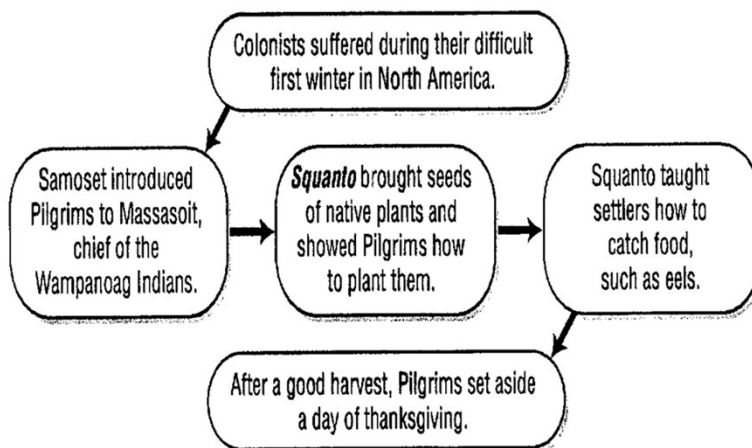 Colonists suffered during their difficult
first winter in North America.
Samoset introduced
Pilgrims to Massasoit,
chief of the
Wampanoag Indians.
Squanto brought seeds
of native plants and
showed Pilgrims how
to plant them.
Squanto taught
settlers how to
catch food,
such as eels.
After a good harvest, Pilgrims set aside
a day of thanksgiving.